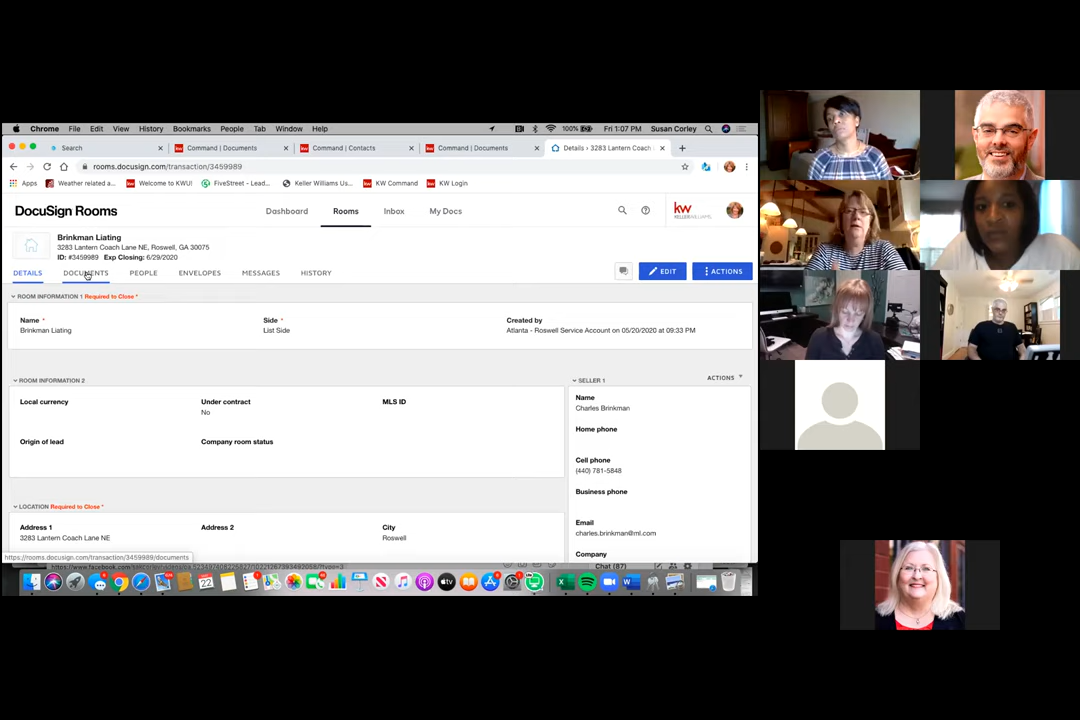 Chrome File Edit View History Bookmarks People Tab Window Help 100% Fri 1:07 PM Susan Corley
Search Command | Documents Command | Contacts Command | Documents Details › 3283 Lantern Coach L
rooms.docusign.com/transaction/3459989
Apps Weather related a... Welcome to KWU! FiveStreet - Lead... Keller Williams Us... KW Command KW Login
DocuSign Rooms Dashboard Rooms Inbox My Docs kw KELLERWILLIAMS
Brinkman Liating
3283 Lantern Coach Lane NE, Roswell, GA 30075
ID: #3459989 Exp Closing: 6/29/2020
DETAILS DOCUMENTS PEOPLE ENVELOPES MESSAGES HISTORY EDIT ACTIONS
ROOM INFORMATION 1 Required to Close *
Name * Side * Created by
Brinkman Liating List Side Atlanta - Roswell Service Account on 05/20/2020 at 09:33 PM
ROOM INFORMATION 2
ACTIONS
SELLER 1
Local currency Under contract MLS ID
No
Origin of lead Company room status
Name
Charles Brinkman
Home phone
Cell phone
(440) 781-5848
Business phone
Email
charles.brinkman@ml.com
Company
LOCATION Required to Close *
Address 1 Address 2 City
3283 Lantern Coach Lane NE Roswell
https://rooms.docusign.com/transaction/3459989/documents
Chat (87)